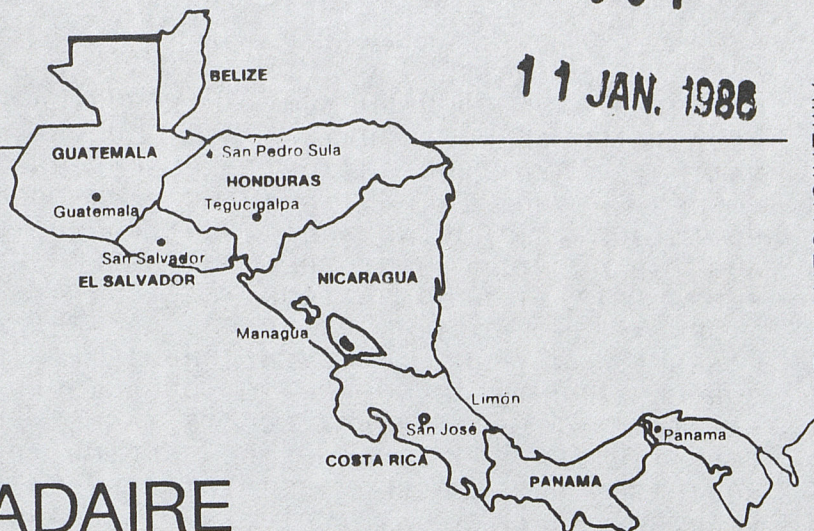 11 JAN. 1986
BELIZE
GUATEMALA
San Pedro Sula
HONDURAS
Guatemala
Tegucigalpa
San Salvador
EL SALVADOR
NICARAGUA
Managua
Limón
San José
Panama
COSTA RICA
PANAMA
ADAIRE